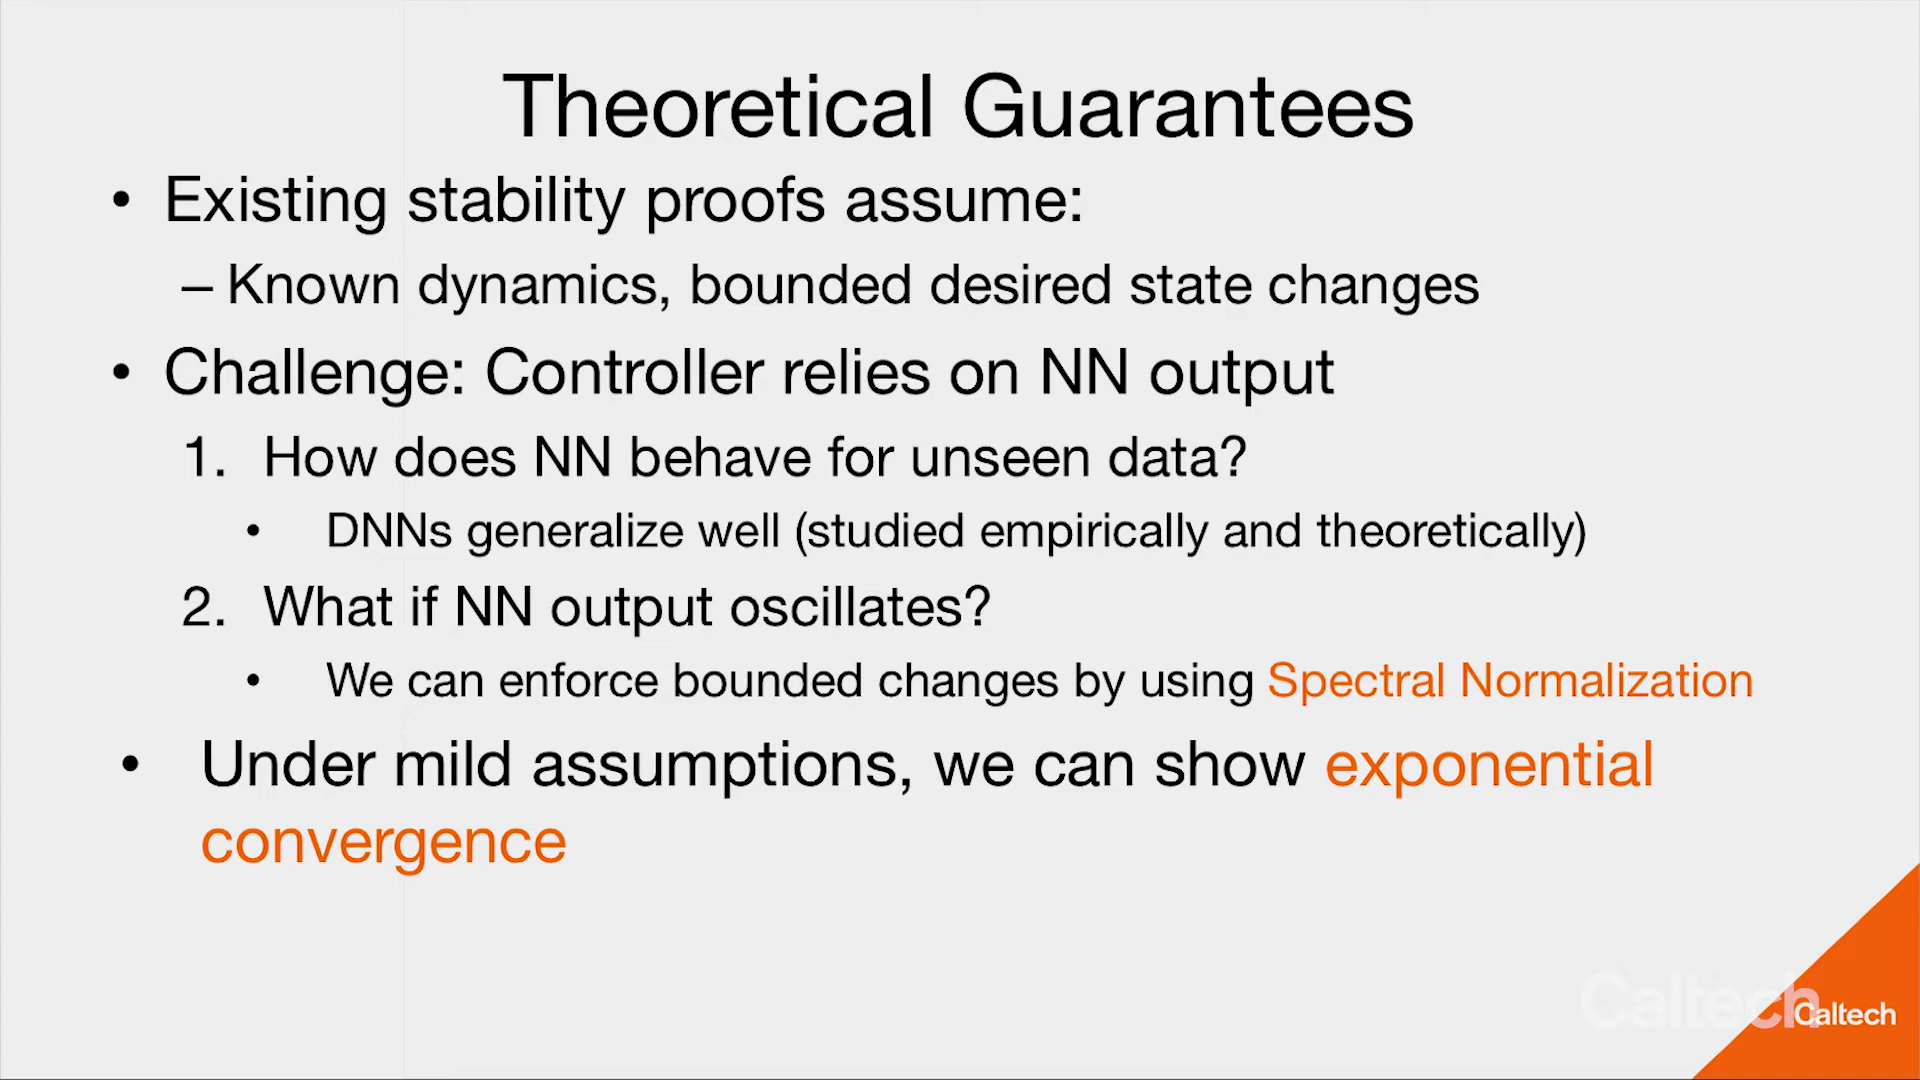 Theoretical Guarantees
• Existing stability proofs assume:
– Known dynamics, bounded desired state changes
• Challenge: Controller relies on NN output
1. How does NN behave for unseen data?
• DNNs generalize well (studied empirically and theoretically)
2. What if NN output oscillates?
• We can enforce bounded changes by using Spectral Normalization
• Under mild assumptions, we can show exponential
convergence
Caltech
Caltech